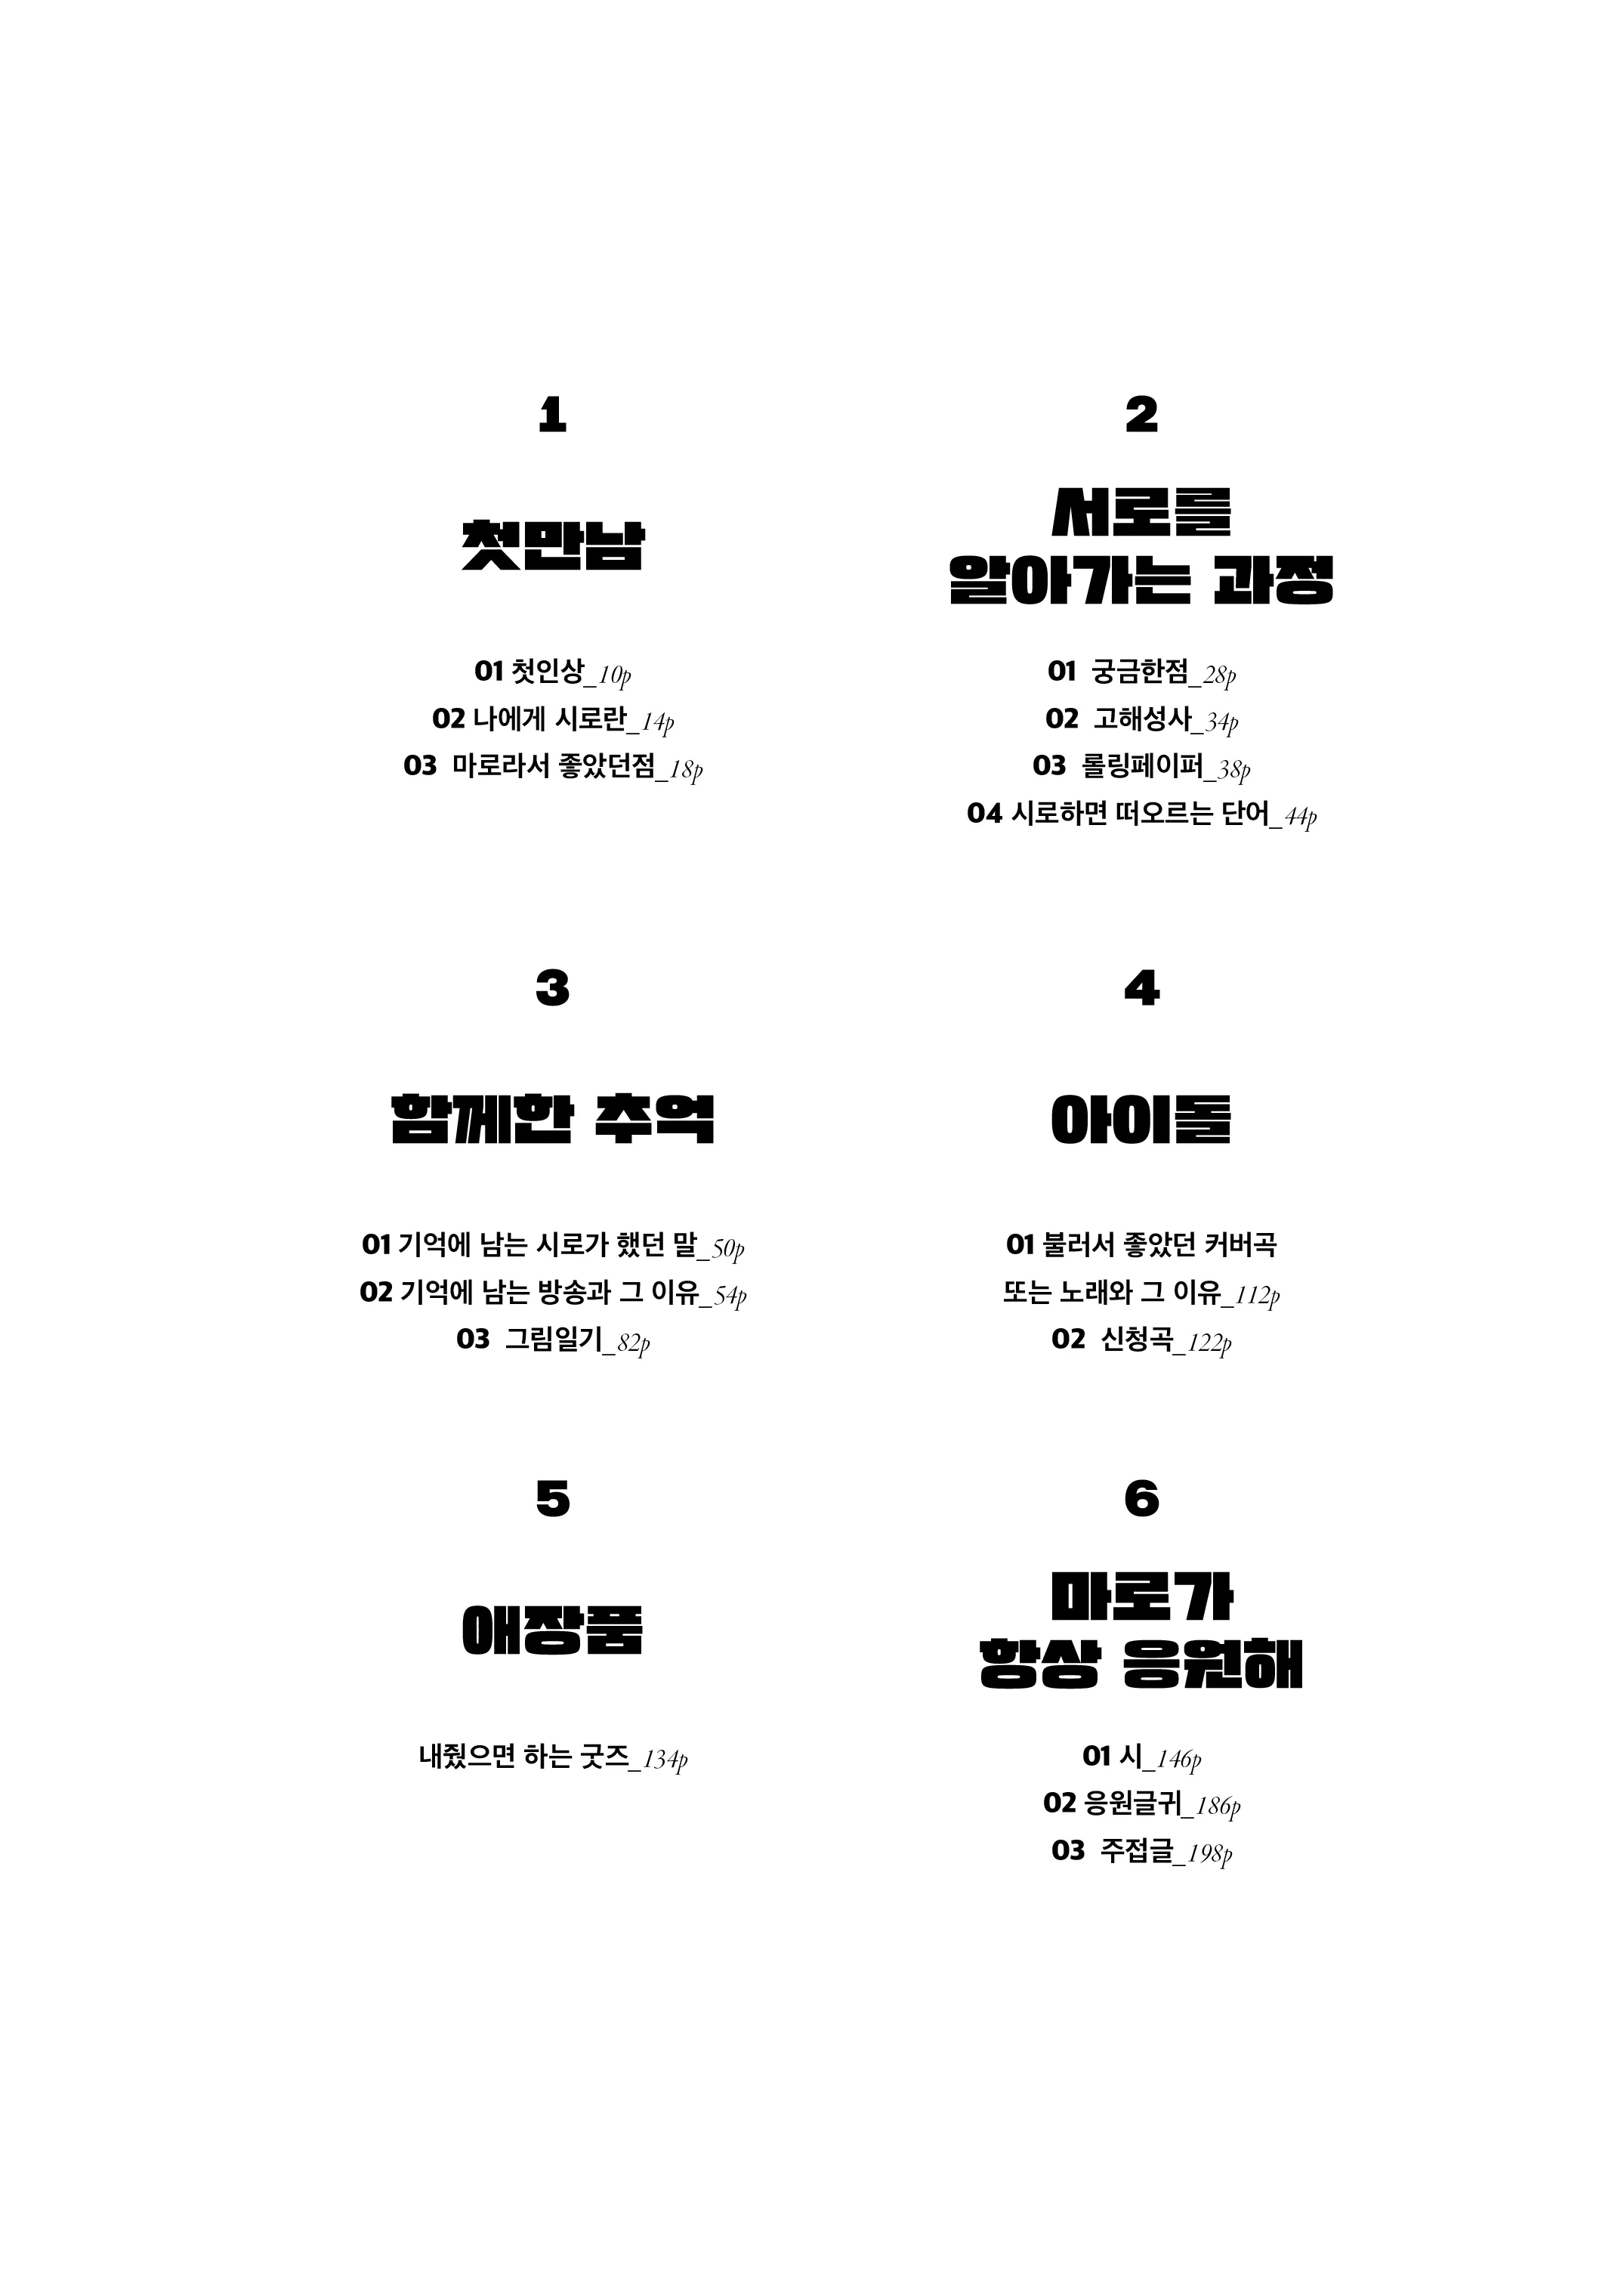 1
첫만남
01 첫인상_10p
02 나에게 시로란_14p
03 마로라서 좋았던점_18p
2
서로를
알아가는 과정
01 궁금한점_28p
02 고해성사_34p
03 롤링페이퍼_38p
04 시로하면 떠오르는 단어_44p
3
함께한 추억
01 기억에 남는 시로가 했던 말_50p
02 기억에 남는 방송과 그 이유_54p
03 그림일기_82p
4
아이돌
01 불러서 좋았던 커버곡
또는 노래와 그 이유_112p
02 신청곡_122p
5
애장품
내줬으면 하는 굿즈_134p
6
마로가
항상 응원해
01 시_146p
02 응원글귀_186p
03 주접글_198p